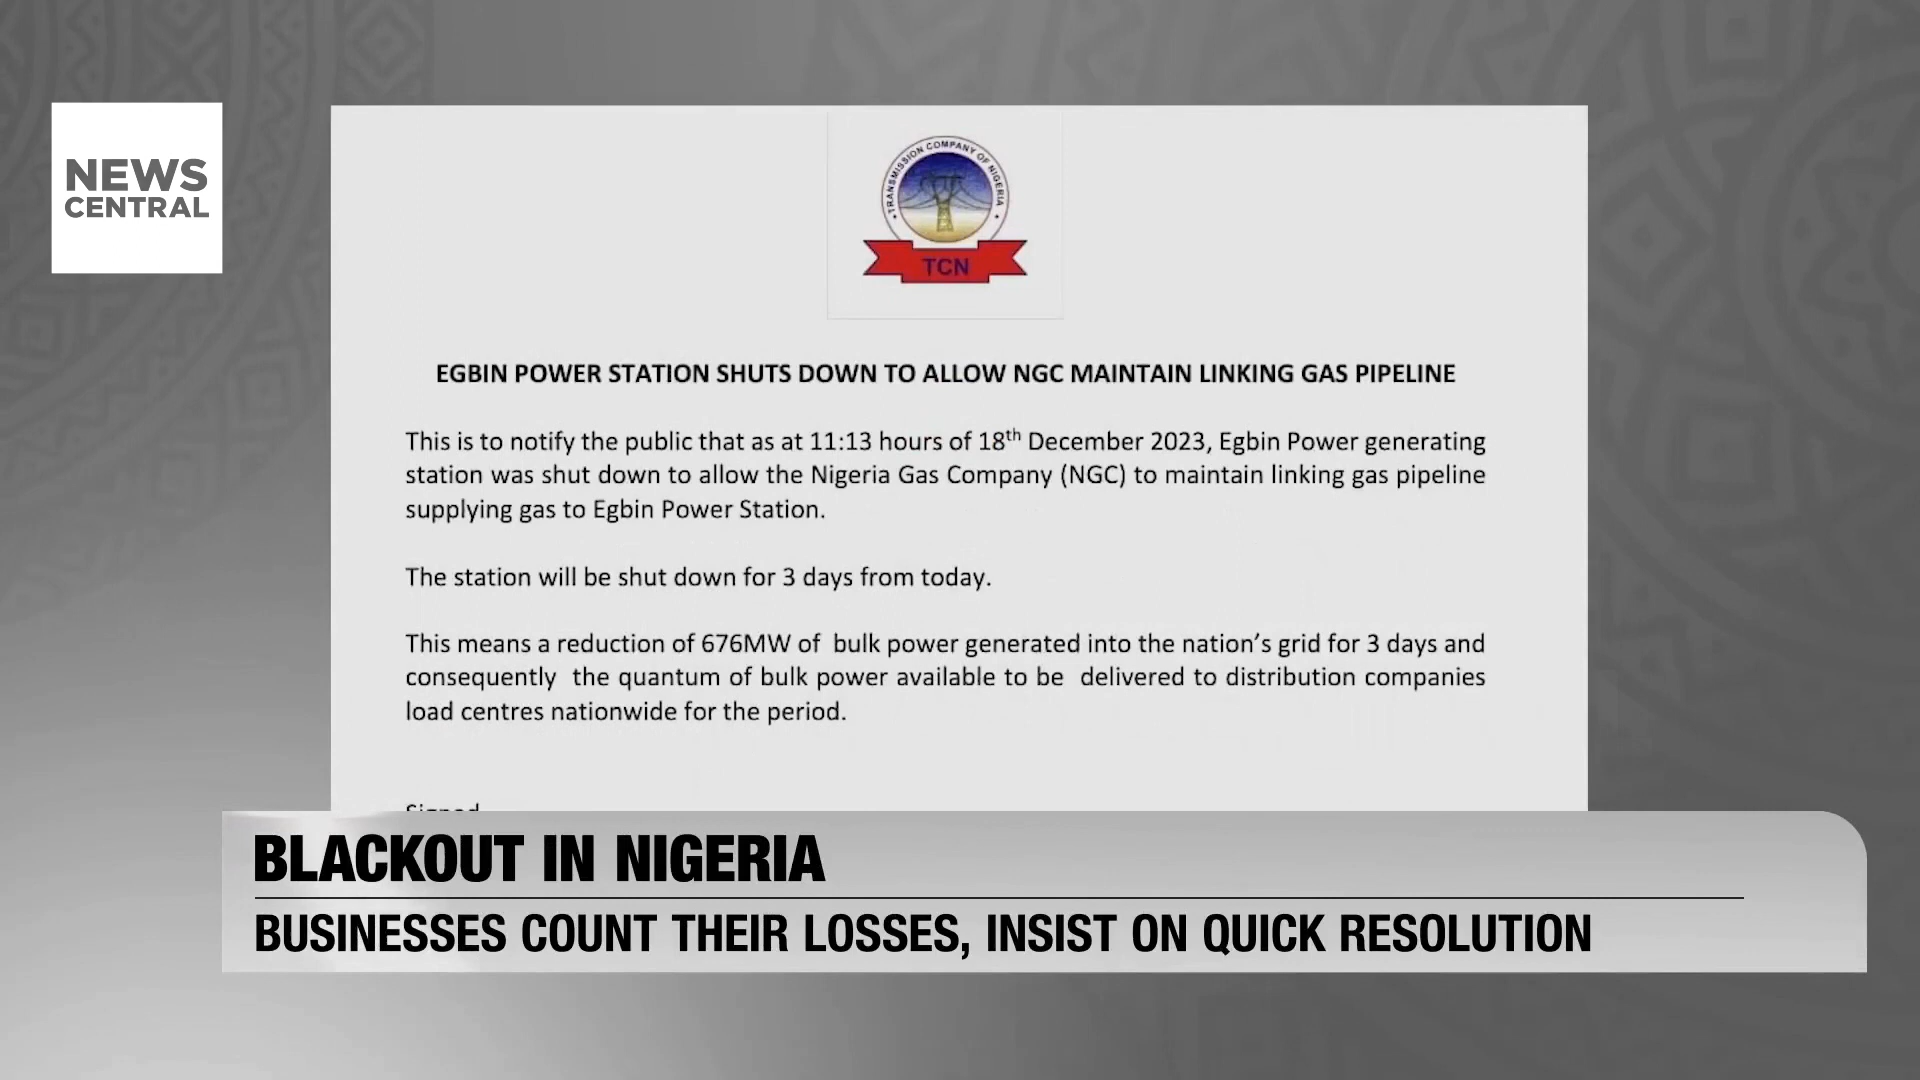 NEWS
CENTRAL
TRANSMISSION COMPANY OF NIGERIA
TCN
EGBIN POWER STATION SHUTS DOWN TO ALLOW NGC MAINTAIN LINKING GAS PIPELINE
This is to notify the public that as at 11:13 hours of 18th December 2023, Egbin Power generating
station was shut down to allow the Nigeria Gas Company (NGC) to maintain linking gas pipeline
supplying gas to Egbin Power Station.
The station will be shut down for 3 days from today.
This means a reduction of 676MW of bulk power generated into the nation's grid for 3 days and
consequently the quantum of bulk power available to be delivered to distribution companies
load centres nationwide for the period.
Signed
BLACKOUT IN NIGERIA
BUSINESSES COUNT THEIR LOSSES, INSIST ON QUICK RESOLUTION